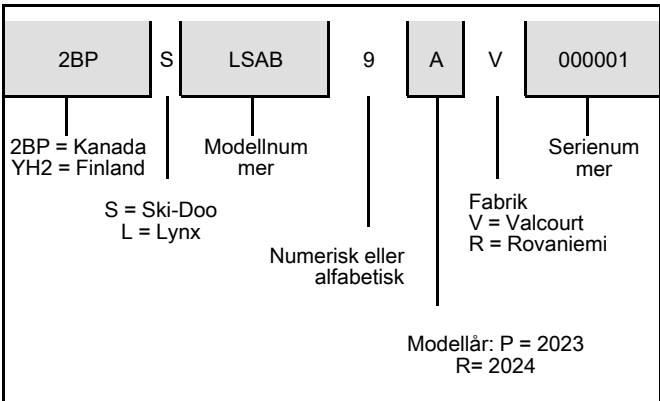 2BP S LSAB 9 A V 000001
2BP = Kanada
YH2 = Finland
Modellnum
mer
Serienum
mer
S = Ski-Doo
L = Lynx
Fabrik
V = Valcourt
R = Rovaniemi
Numerisk eller
alfabetisk
Modellår: P = 2023
R= 2024